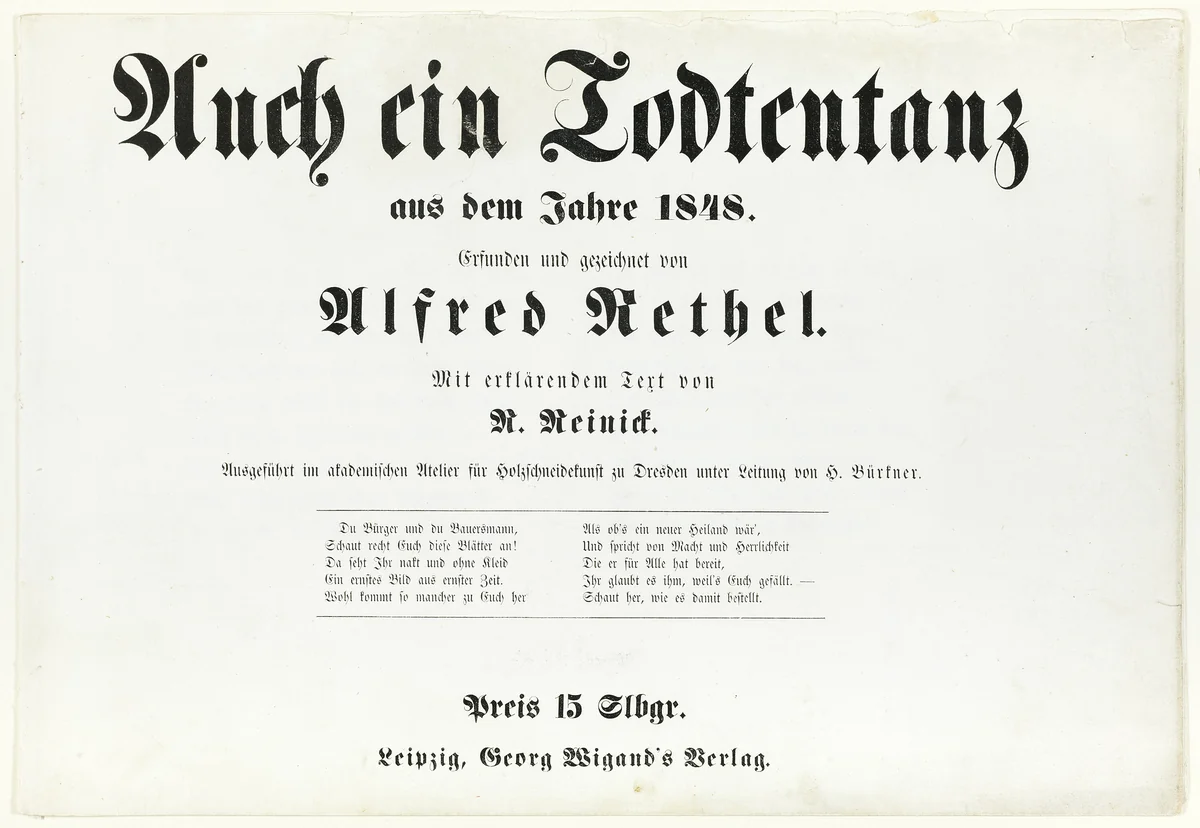 Auch ein Todtentanz
aus dem Jahre 1848.
Erfunden und gezeichnet von
Alfred Rethel.
Mit erklärendem Text von
R. Reinick.
Ausgeführt im akademischen Atelier für Holzschneidekunst zu Dresden unter Leitung von H. Bürkner.
Du Bürger und du Bauersmann,
Schaut recht Euch diese Blätter an!
Da seht Ihr nakt und ohne Kleid
Ein ernstes Bild aus ernster Zeit.
Wohl kommt so mancher zu Euch her
Als ob's ein neuer Heiland wär',
Und spricht von Macht und Herrlichkeit
Die er für Alle hat bereit,
Ihr glaubt es ihm, weil's Euch gefällt. —
Schaut her, wie es damit bestellt.
Preis 15 Slbgr.
Leipzig, Georg Wigand's Verlag.